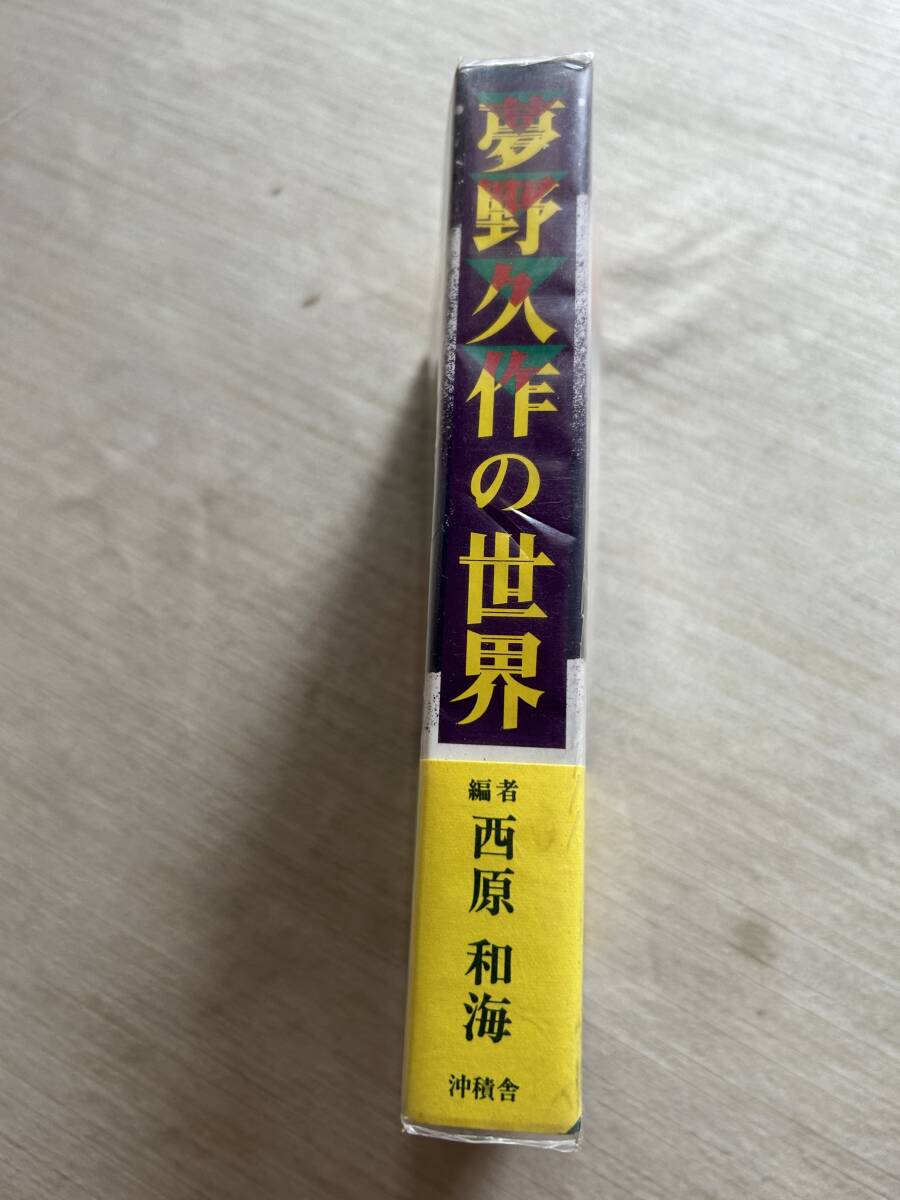 夢野久作の世界
編者
西原 和海
沖積舎